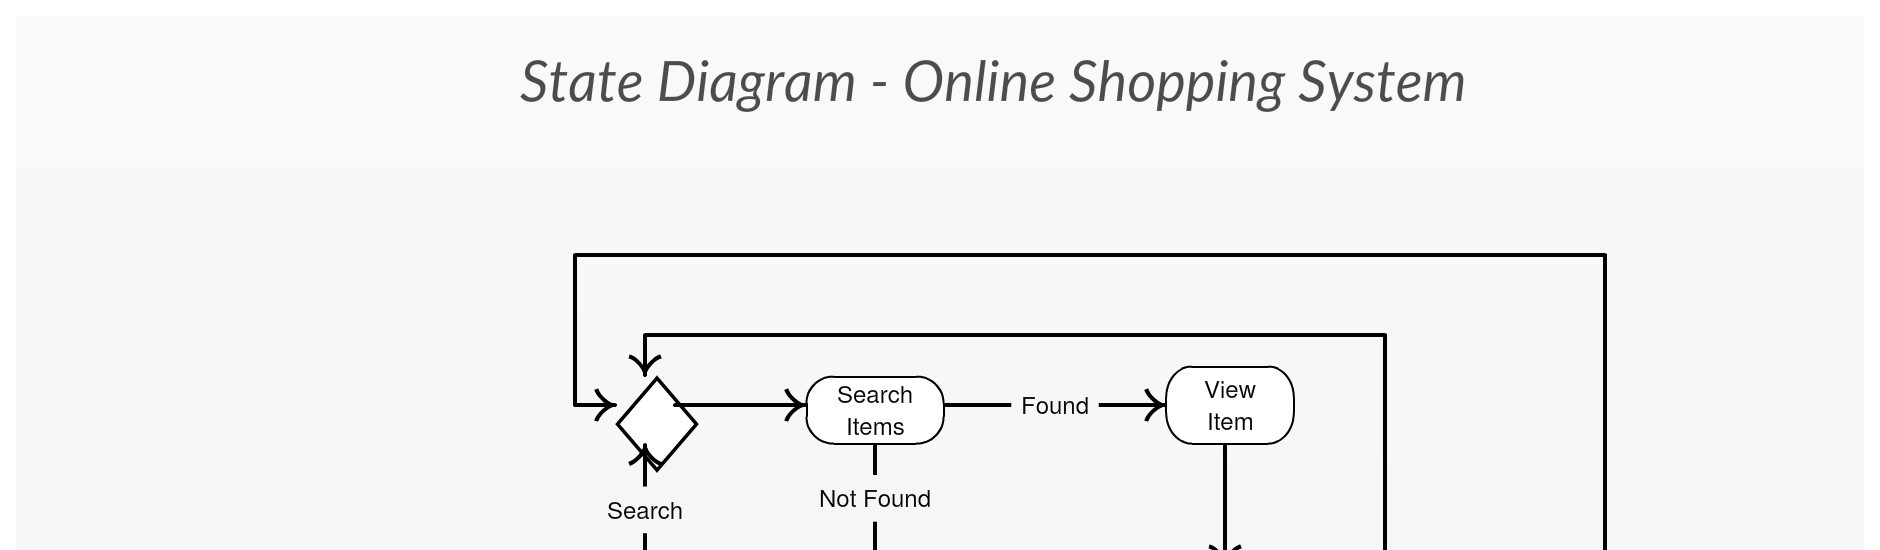 State Diagram - Online Shopping System
Search
Items
Found
View
Item
Not Found
Search